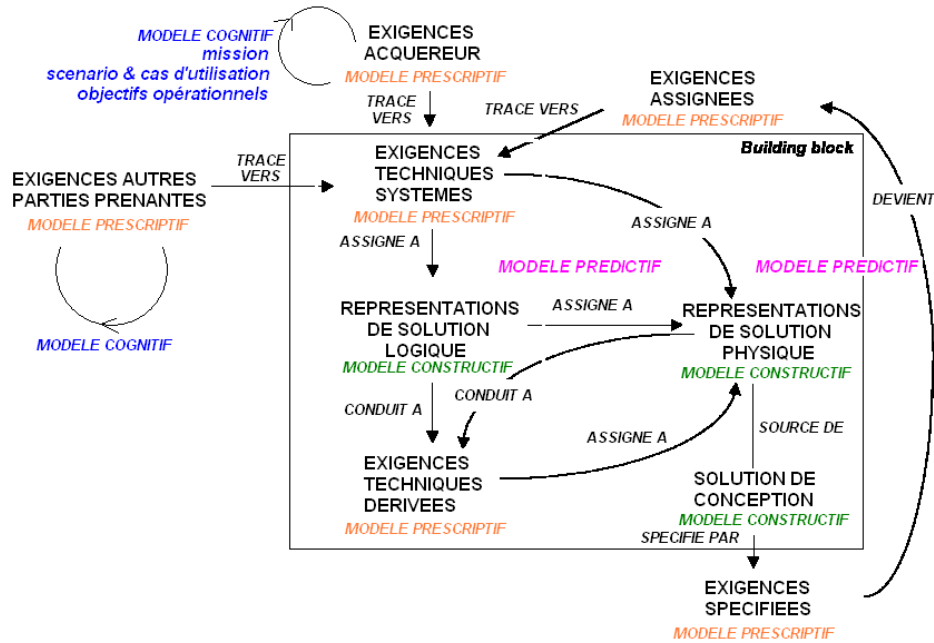 MODELE COGNITIF
mission
scenario & cas d'utilisation
objectifs opérationnels
EXIGENCES
ACQUEREUR
MODELE PRESCRIPTIF
EXIGENCES
ASSIGNEES
MODELE PRESCRIPTIF
TRACE
VERS
TRACE VERS
Building block
EXIGENCES AUTRES
PARTIES PRENANTES
MODELE PRESCRIPTIF
TRACE
VERS
EXIGENCES
TECHNIQUES
SYSTEMES
MODELE PRESCRIPTIF
DEVIENT
ASSIGNE A
ASSIGNE A
MODELE PREDICTIF
MODELE PREDICTIF
MODELE COGNITIF
REPRESENTATIONS
DE SOLUTION
LOGIQUE
MODELE CONSTRUCTIF
ASSIGNE A
REPRESENTATIONS
DE SOLUTION
PHYSIQUE
MODELE CONSTRUCTIF
CONDUIT A
CONDUIT A
ASSIGNE A
SOURCE DE
EXIGENCES
TECHNIQUES
DERIVEES
MODELE PRESCRIPTIF
SOLUTION DE
CONCEPTION
MODELE CONSTRUCTIF
SPECIFIE PAR
EXIGENCES
SPECIFIEES
MODELE PRESCRIPTIF